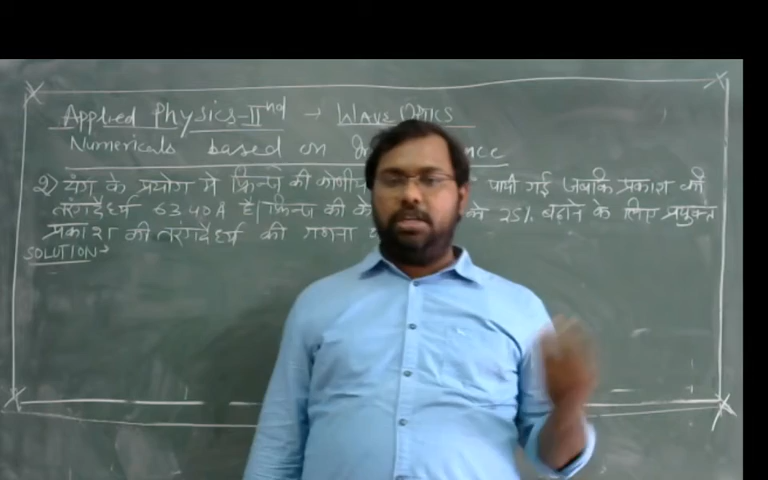 Applied Physics-IInd → WAVE OPTICS
Numericals based on
Q) यंग के प्रयोग में फ्रिन्ज की कोणीय पायी गई जबकि प्रकाश की
तरंगदैर्ध्य 6340A है। फ्रिन्ज की को 25% बढ़ाने के लिए प्रयुक्त
प्रकाश की तरंगदैर्ध्य की गणना
SOLUTION→